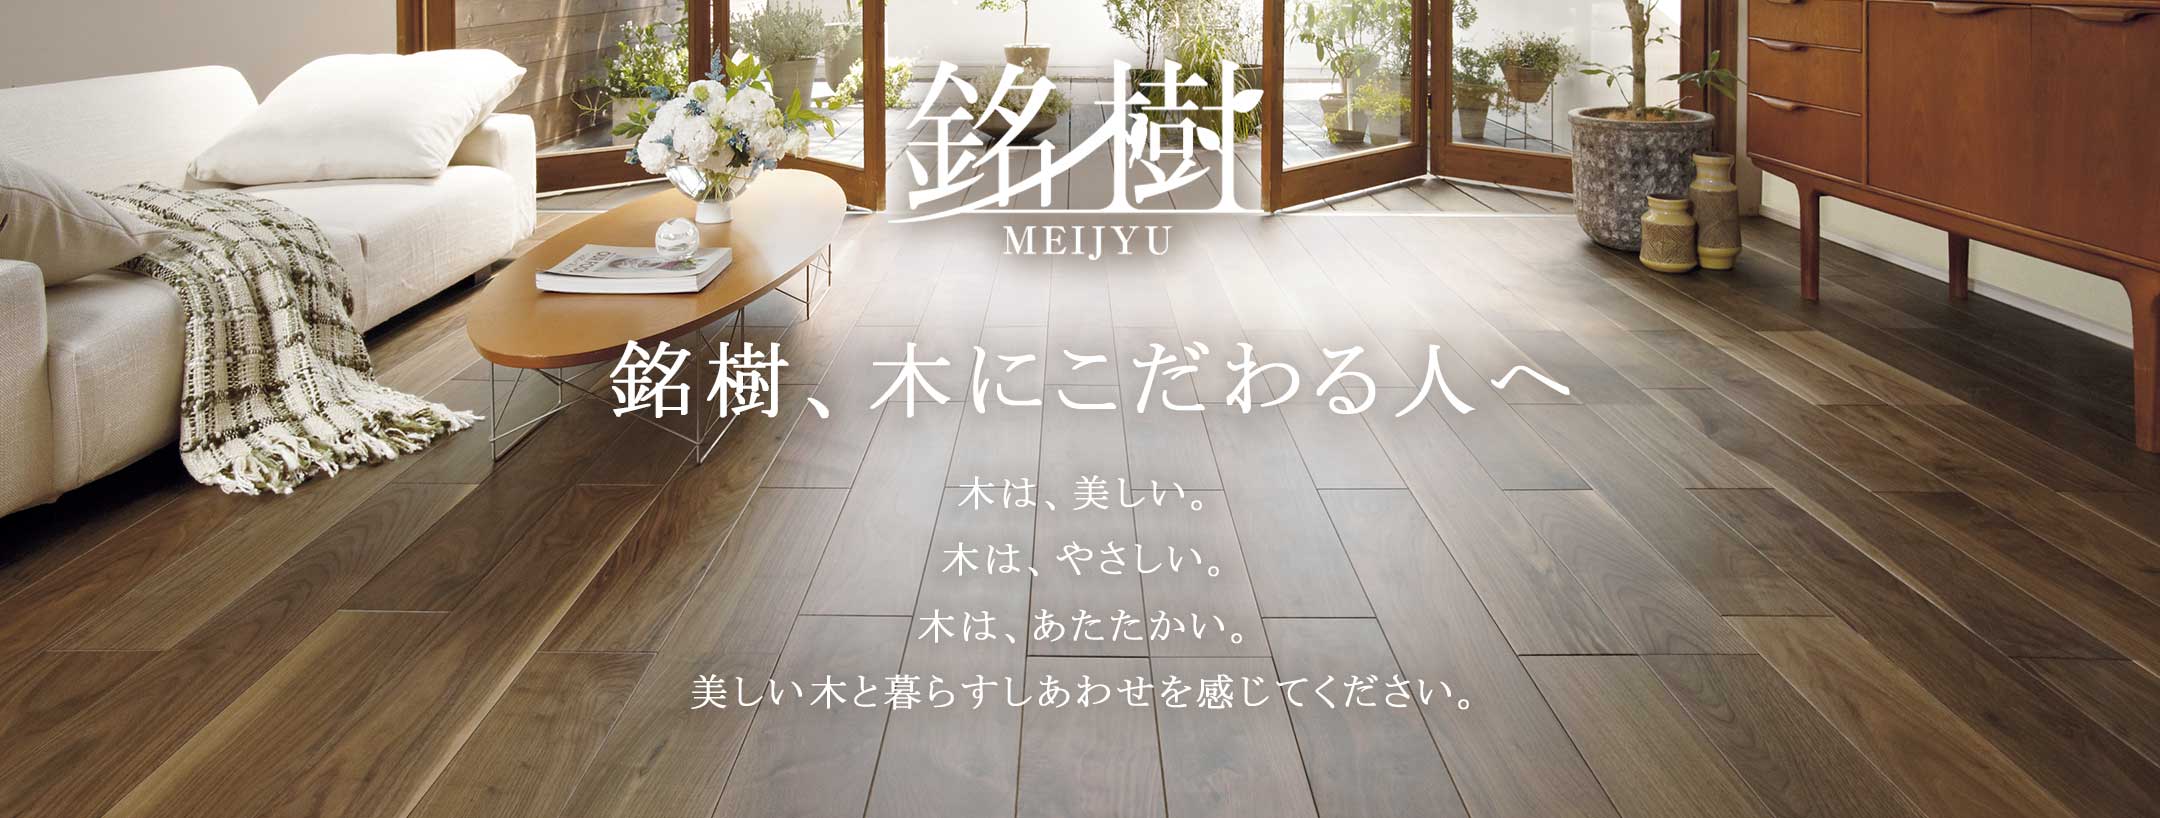 銘樹
MEIJYU
銘樹、木にこだわる人へ
木は、美しい。
木は、やさしい。
木は、あたたかい。
美しい木と暮らすしあわせを感じてください。